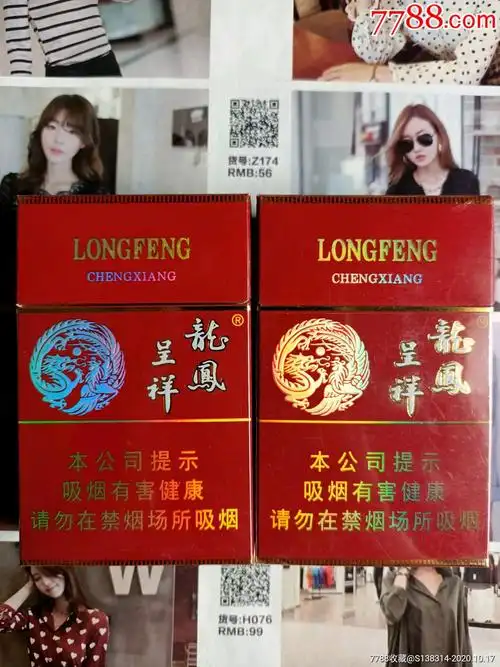 7788.com
货号:Z174
RMB:56
LONGFENG
CHENGXIANG
龍鳳
呈祥
®
本公司提示
吸烟有害健康
请勿在禁烟场所吸烟
LONGFENG
CHENGXIANG
龍鳳
呈祥
本公司提示
吸烟有害健康
请勿在禁烟场所吸烟
W
货号:H076
RMB:99
7788收藏@S138314-2020.10.17